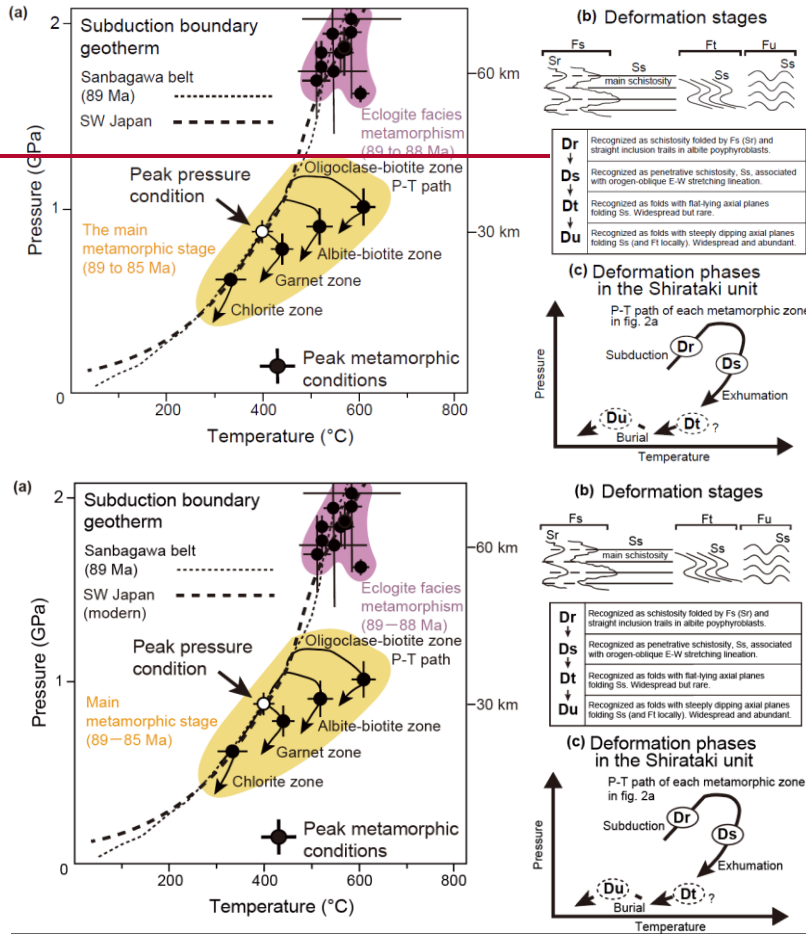 (a)
Subduction boundary
geotherm
Sanbagawa belt
(89 Ma)
SW Japan
Peak pressure
condition
The main
metamorphic stage
(89 to 85 Ma)
Eclogite facies
metamorphism
(89 to 88 Ma)
Oligoclase-biotite zone
P-T path
Albite-biotite zone
Garnet zone
Chlorite zone
Peak metamorphic
conditions
Pressure (GPa)
2
1
0
200
400
600
800
Temperature (°C)
60 km
30 km
(b) Deformation stages
Fs
Ft
Fu
Sr
Ss
main schistosity
Ss
Ss
Dr
Recognized as schistosity folded by Fs (Sr) and
straight inclusion trails in albite poyphyroblasts.
Ds
Recognized as penetrative schistosity, Ss, associated
with orogen-oblique E-W stretching lineation.
Dt
Recognized as folds with flat-lying axial planes
folding Ss. Widespread but rare.
Du
Recognized as folds with steeply dipping axial planes
folding Ss (and Ft locally). Widespread and abundant.
(c) Deformation phases
in the Shirataki unit
P-T path of each metamorphic zone
in fig. 2a
Subduction
Dr
Ds
Exhumation
Du
Dt
?
Burial
Pressure
Temperature
(a)
Subduction boundary
geotherm
Sanbagawa belt
(89 Ma)
SW Japan
(modern)
Peak pressure
condition
Main
metamorphic stage
(89–85 Ma)
Eclogite facies
metamorphism
(89–88 Ma)
Oligoclase-biotite zone
P-T path
Albite-biotite zone
Garnet zone
Chlorite zone
Peak metamorphic
conditions
Pressure (GPa)
2
1
0
200
400
600
800
Temperature (°C)
60 km
30 km
(b) Deformation stages
Fs
Ft
Fu
Sr
Ss
main schistosity
Ss
Ss
Dr
Recognized as schistosity folded by Fs (Sr) and
straight inclusion trails in albite poyphyroblasts.
Ds
Recognized as penetrative schistosity, Ss, associated
with orogen-oblique E-W stretching lineation.
Dt
Recognized as folds with flat-lying axial planes
folding Ss. Widespread but rare.
Du
Recognized as folds with steeply dipping axial planes
folding Ss (and Ft locally). Widespread and abundant.
(c) Deformation phases
in the Shirataki unit
P-T path of each metamorphic zone
in fig. 2a
Subduction
Dr
Ds
Exhumation
Du
Dt
?
Burial
Pressure
Temperature